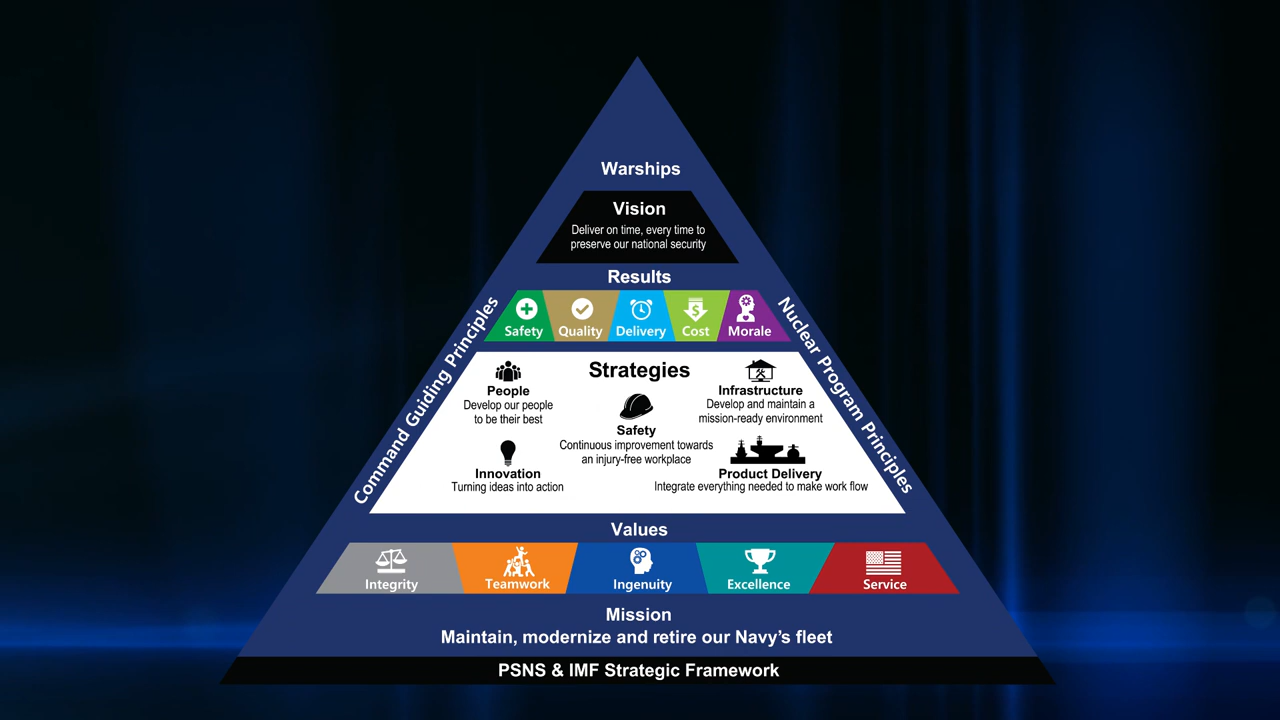 Warships
Vision
Deliver on time, every time to
preserve our national security
Results
Safety
Quality
Delivery
Cost
Morale
Command Guiding Principles
Nuclear Program Principles
Strategies
People
Develop our people
to be their best
Infrastructure
Develop and maintain a
mission-ready environment
Safety
Continuous improvement towards
an injury-free workplace
Innovation
Turning ideas into action
Product Delivery
Integrate everything needed to make work flow
Values
Integrity
Teamwork
Ingenuity
Excellence
Service
Mission
Maintain, modernize and retire our Navy's fleet
PSNS & IMF Strategic Framework